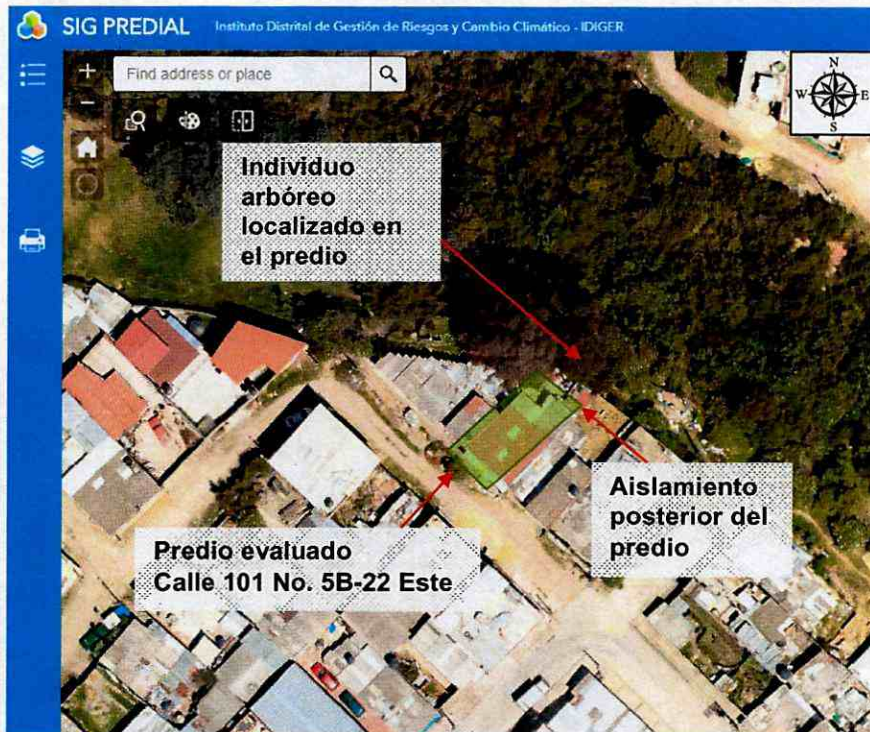 SIG PREDIAL Instituto Distrital de Gestión de Riesgos y Cambio Climático - IDIGER
Find address or place
N
W E
S
Individuo
arbóreo
localizado en
el predio
Aislamiento
posterior del
predio
Predio evaluado
Calle 101 No. 5B-22 Este